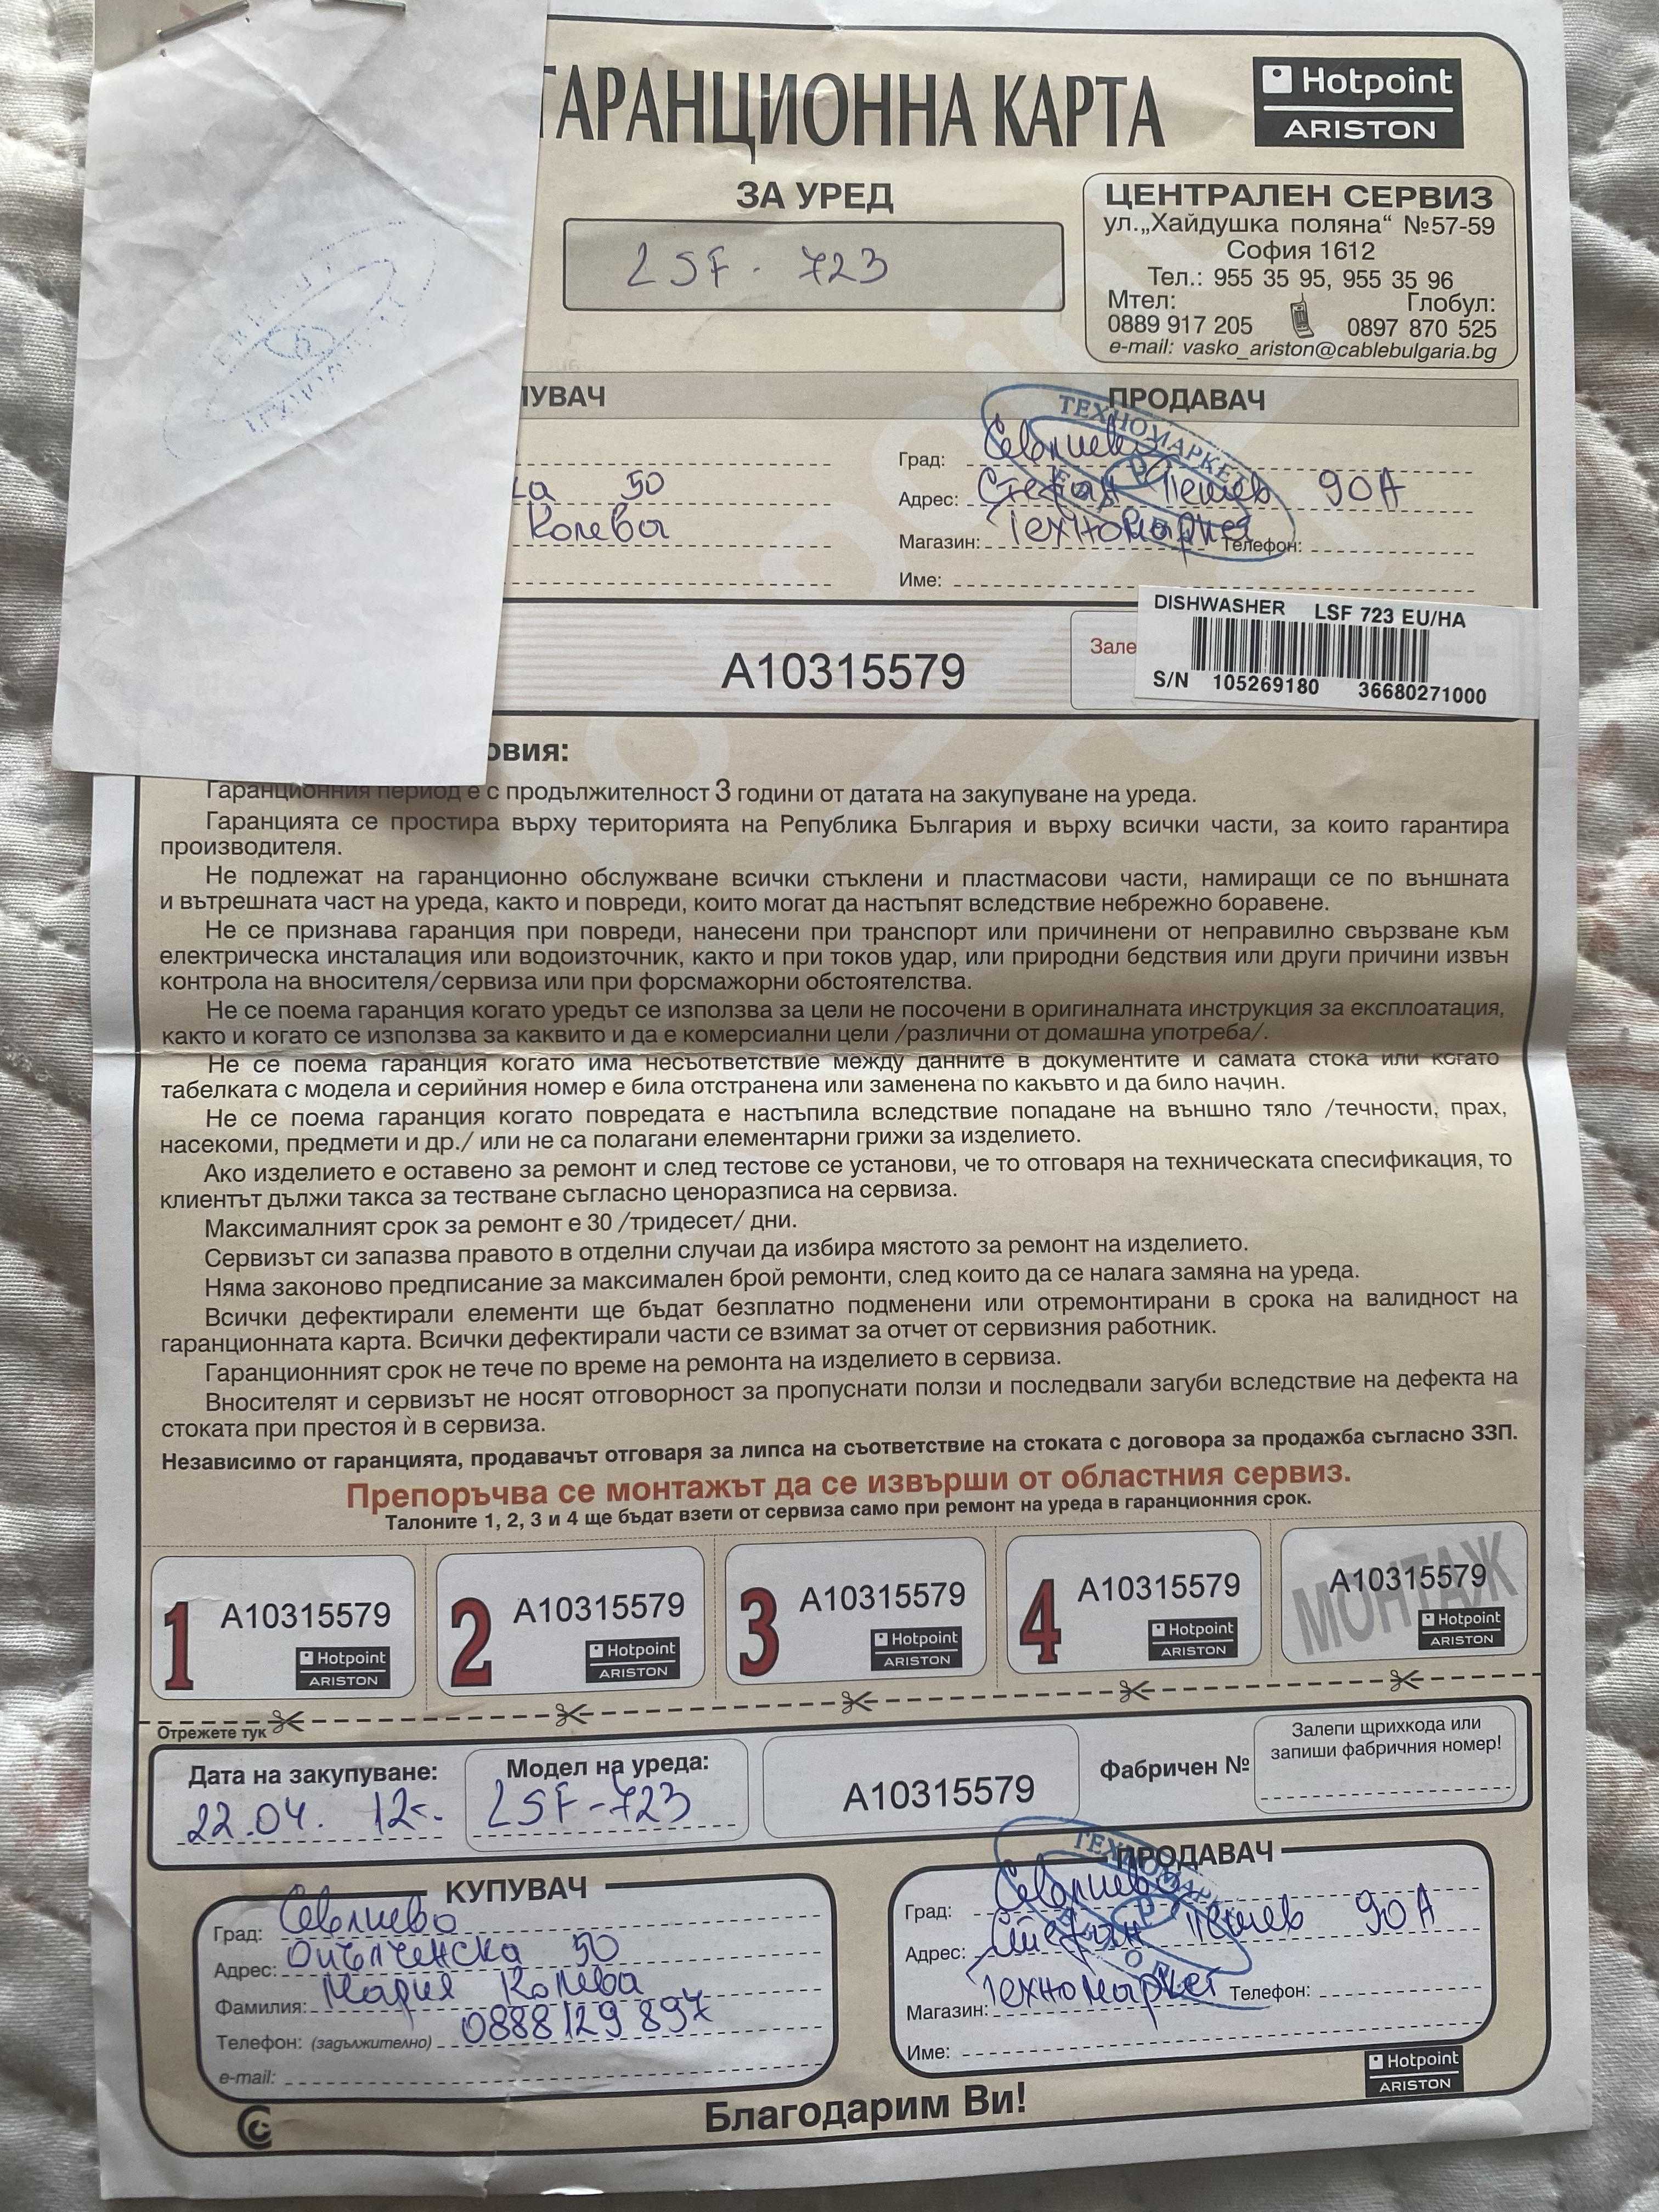 ГАРАНЦИОННА КАРТА
Hotpoint
ARISTON
ЗА УРЕД
LSF - 723
ЦЕНТРАЛЕН СЕРВИЗ
ул.„Хайдушка поляна“ №57-59
София 1612
Тел.: 955 35 95, 955 35 96
Мтел: Глобул:
0889 917 205 0897 870 525
e-mail: vasko_ariston@cablebulgaria.bg
ПУВАЧ
ПРОДАВАЧ
ТЕХНОМАРКЕТ
Град: Севлиево
ка 50
Адрес: Стефан Пешев 90А
Колева
Магазин: Техномаркет Телефон:
Име:
A10315579
Зале
DISHWASHER LSF 723 EU/HA
S/N 105269180 36680271000
овия:
Гаранционния период е с продължителност 3 години от датата на закупуване на уреда.
Гаранцията се простира върху територията на Република България и върху всички части, за които гарантира
производителя.
Не подлежат на гаранционно обслужване всички стъклени и пластмасови части, намиращи се по външната
и вътрешната част на уреда, както и повреди, които могат да настъпят вследствие небрежно боравене.
Не се признава гаранция при повреди, нанесени при транспорт или причинени от неправилно свързване към
електрическа инсталация или водоизточник, както и при токов удар, или природни бедствия или други причини извън
контрола на вносителя/сервиза или при форсмажорни обстоятелства.
Не се поема гаранция когато уредът се използва за цели не посочени в оригиналната инструкция за експлоатация,
както и когато се използва за каквито и да е комерсиални цели /различни от домашна употреба/.
Не се поема гаранция когато има несъответствие между данните в документите и самата стока или когато
табелката с модела и серийния номер е била отстранена или заменена по какъвто и да било начин.
Не се поема гаранция когато повредата е настъпила вследствие попадане на външно тяло /течности, прах,
насекоми, предмети и др./ или не са полагани елементарни грижи за изделието.
Ако изделието е оставено за ремонт и след тестове се установи, че то отговаря на техническата спесификация, то
клиентът дължи такса за тестване съгласно ценоразписа на сервиза.
Максималният срок за ремонт е 30 /тридесет/ дни.
Сервизът си запазва правото в отделни случаи да избира мястото за ремонт на изделието.
Няма законово предписание за максимален брой ремонти, след които да се налага замяна на уреда.
Всички дефектирали елементи ще бъдат безплатно подменени или отремонтирани в срока на валидност на
гаранционната карта. Всички дефектирали части се взимат за отчет от сервизния работник.
Гаранционният срок не тече по време на ремонта на изделието в сервиза.
Вносителят и сервизът не носят отговорност за пропуснати ползи и последвали загуби вследствие на дефекта на
стоката при престоя ѝ в сервиза.
Независимо от гаранцията, продавачът отговаря за липса на съответствие на стоката с договора за продажба съгласно ЗЗП.
Препоръчва се монтажът да се извърши от областния сервиз.
Талоните 1, 2, 3 и 4 ще бъдат взети от сервиза само при ремонт на уреда в гаранционния срок.
1 A10315579 Hotpoint ARISTON
2 A10315579 Hotpoint ARISTON
3 A10315579 Hotpoint ARISTON
4 A10315579 Hotpoint ARISTON
МОНТАЖ A10315579 Hotpoint ARISTON
Отрежете тук
Дата на закупуване:
22.04. 12
Модел на уреда:
LSF-723
A10315579
Фабричен №
Залепи щрихкода или
запиши фабричния номер!
КУПУВАЧ
Град: Севлиево
Адрес: Опълченска 50
Фамилия: Мария Колева
Телефон: (задължително) 0888129897
e-mail:
ПРОДАВАЧ
Град: Севлиево
Адрес: Стефан Пешев 90А
Магазин: Техномаркет Телефон:
Име:
Hotpoint
ARISTON
Благодарим Ви!